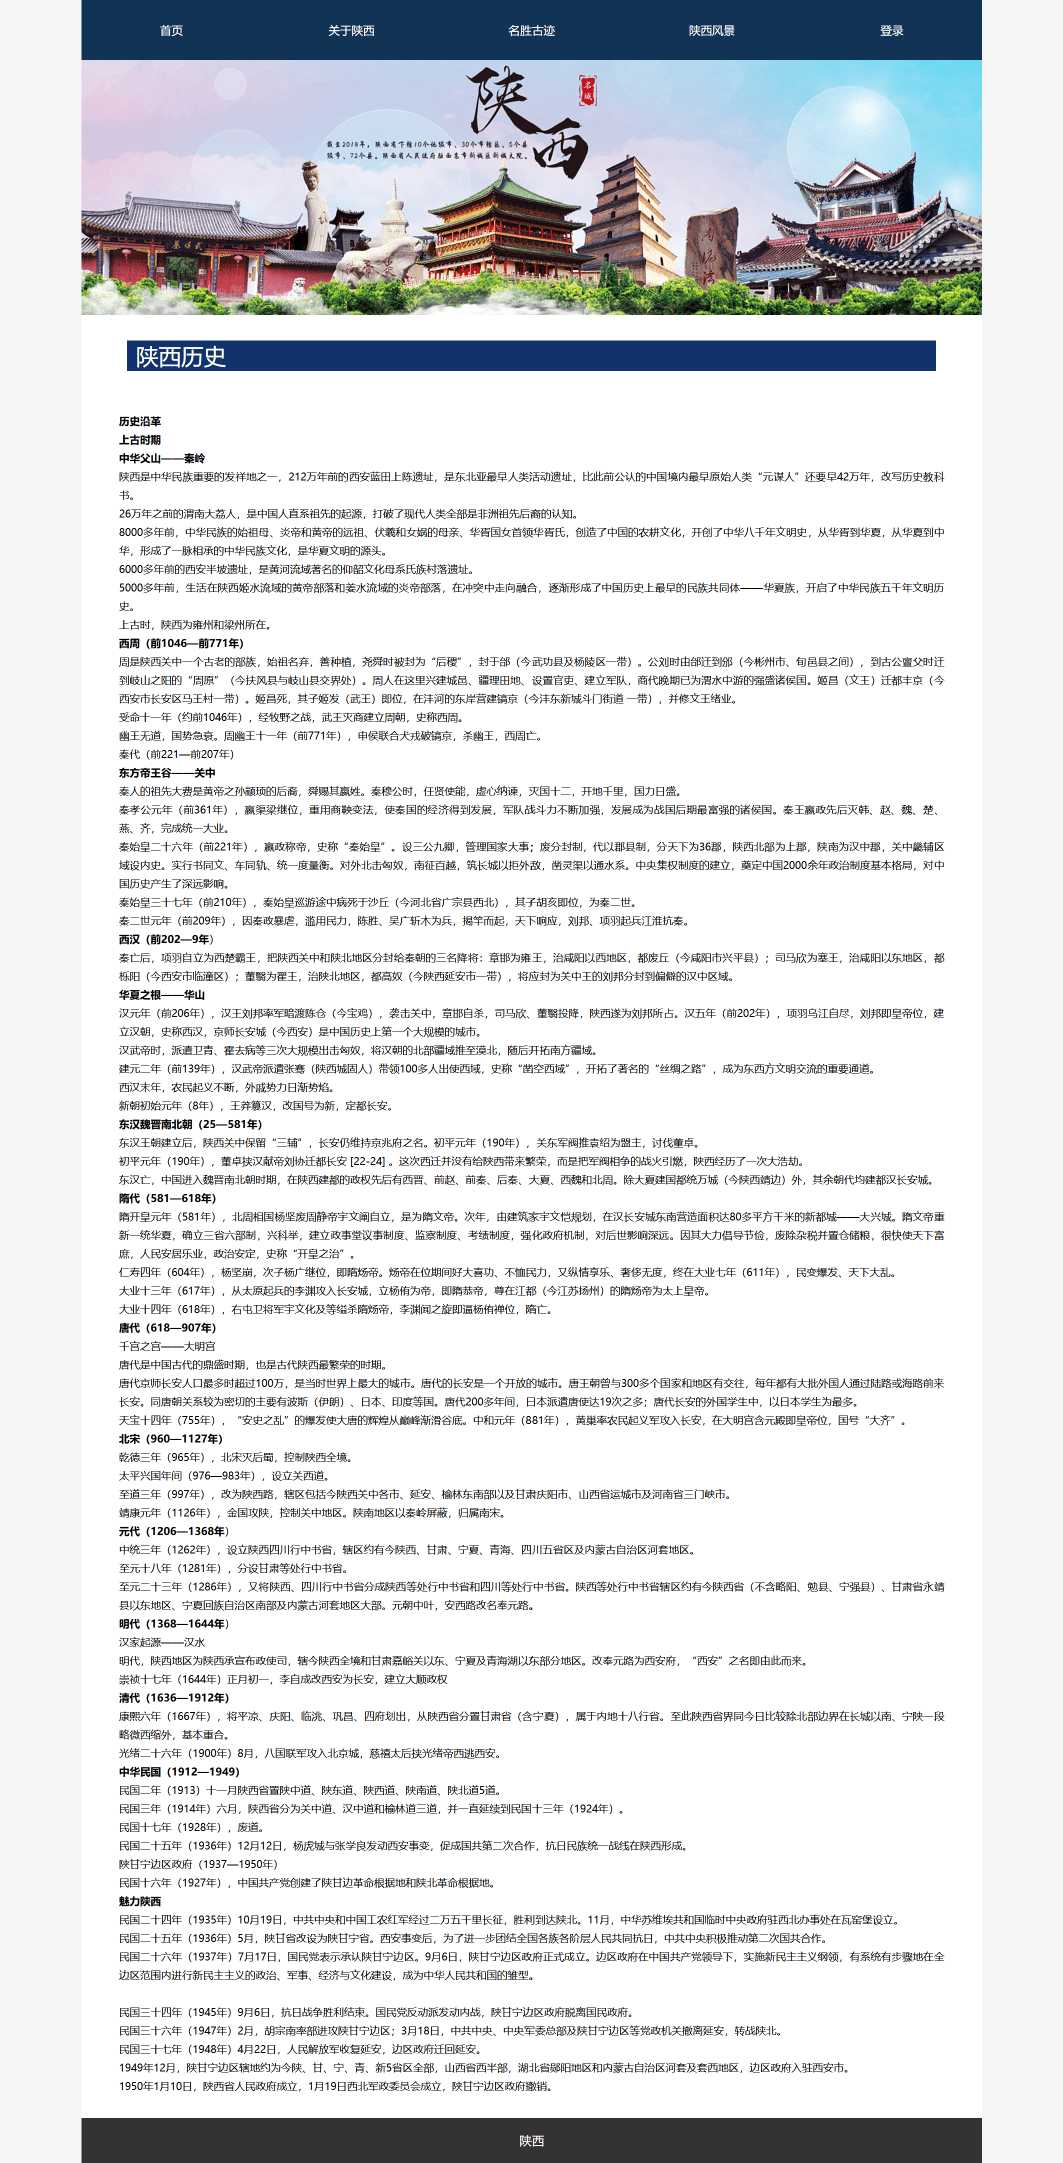 首页 关于陕西 名胜古迹 陕西风景 登录
陕西
名城
截至2018年，陕西省下辖10个地级市、30个市辖区、5个县
级市、72个县。陕西省人民政府驻西安市新城区新城大院。
陕西历史
历史沿革
上古时期
中华父山——秦岭
陕西是中华民族重要的发祥地之一，212万年前的西安蓝田上陈遗址，是东北亚最早人类活动遗址，比此前公认的中国境内最早原始人类“元谋人”还要早42万年，改写历史教科
书。
26万年之前的渭南大荔人，是中国人直系祖先的起源，打破了现代人类全部是非洲祖先后裔的认知。
8000多年前，中华民族的始祖母、炎帝和黄帝的远祖、伏羲和女娲的母亲、华胥国女首领华胥氏，创造了中国的农耕文化，开创了中华八千年文明史，从华胥到华夏，从华夏到中
华，形成了一脉相承的中华民族文化，是华夏文明的源头。
6000多年前的西安半坡遗址，是黄河流域著名的仰韶文化母系氏族村落遗址。
5000多年前，生活在陕西姬水流域的黄帝部落和姜水流域的炎帝部落，在冲突中走向融合，逐渐形成了中国历史上最早的民族共同体——华夏族，开启了中华民族五千年文明历
史。
上古时，陕西为雍州和梁州所在。
西周（前1046—前771年）
周是陕西关中一个古老的部族，始祖名弃，善种植，尧舜时被封为“后稷”，封于邰（今武功县及杨陵区一带）。公刘时由邰迁到邠（今彬州市、旬邑县之间），到古公亶父时迁
到岐山之阳的“周原”（今扶风县与岐山县交界处）。周人在这里兴建城邑、疆理田地、设置官吏、建立军队，商代晚期已为渭水中游的强盛诸侯国。姬昌（文王）迁都丰京（今
西安市长安区马王村一带）。姬昌死，其子姬发（武王）即位，在沣河的东岸营建镐京（今沣东新城斗门街道 一带），并修文王绪业。
受命十一年（约前1046年），经牧野之战，武王灭商建立周朝，史称西周。
幽王无道，国势急衰。周幽王十一年（前771年），申侯联合犬戎破镐京，杀幽王，西周亡。
秦代（前221—前207年）
东方帝王谷——关中
秦人的祖先大费是黄帝之孙颛顼的后裔，舜赐其嬴姓。秦穆公时，任贤使能，虚心纳谏，灭国十二，开地千里，国力日盛。
秦孝公元年（前361年），嬴渠梁继位，重用商鞅变法，使秦国的经济得到发展，军队战斗力不断加强，发展成为战国后期最富强的诸侯国。秦王嬴政先后灭韩、赵、魏、楚、
燕、齐，完成统一大业。
秦始皇二十六年（前221年），嬴政称帝，史称“秦始皇”。设三公九卿，管理国家大事；废分封制，代以郡县制，分天下为36郡，陕西北部为上郡，陕南为汉中郡，关中畿辅区
域设内史。实行书同文、车同轨、统一度量衡。对外北击匈奴，南征百越，筑长城以拒外敌，凿灵渠以通水系。中央集权制度的建立，奠定中国2000余年政治制度基本格局，对中
国历史产生了深远影响。
秦始皇三十七年（前210年），秦始皇巡游途中病死于沙丘（今河北省广宗县西北），其子胡亥即位，为秦二世。
秦二世元年（前209年），因秦政暴虐，滥用民力，陈胜、吴广斩木为兵，揭竿而起，天下响应，刘邦、项羽起兵江淮抗秦。
西汉（前202—9年）
秦亡后，项羽自立为西楚霸王，把陕西关中和陕北地区分封给秦朝的三名降将：章邯为雍王，治咸阳以西地区，都废丘（今咸阳市兴平县）；司马欣为塞王，治咸阳以东地区，都
栎阳（今西安市临潼区）；董翳为翟王，治陕北地区，都高奴（今陕西延安市一带），将应封为关中王的刘邦分封到偏僻的汉中区域。
华夏之根——华山
汉元年（前206年），汉王刘邦率军暗渡陈仓（今宝鸡），袭击关中，章邯自杀，司马欣、董翳投降，陕西遂为刘邦所占。汉五年（前202年），项羽乌江自尽，刘邦即皇帝位，建
立汉朝，史称西汉，京师长安城（今西安）是中国历史上第一个大规模的城市。
汉武帝时，派遣卫青、霍去病等三次大规模出击匈奴，将汉朝的北部疆域推至漠北，随后开拓南方疆域。
建元二年（前139年），汉武帝派遣张骞（陕西城固人）带领100多人出使西域，史称“凿空西域”，开拓了著名的“丝绸之路”，成为东西方文明交流的重要通道。
西汉末年，农民起义不断，外戚势力日渐势焰。
新朝初始元年（8年），王莽篡汉，改国号为新，定都长安。
东汉魏晋南北朝（25—581年）
东汉王朝建立后，陕西关中保留“三辅”，长安仍维持京兆府之名。初平元年（190年），关东军阀推袁绍为盟主，讨伐董卓。
初平元年（190年），董卓挟汉献帝刘协迁都长安 [22-24] 。这次西迁并没有给陕西带来繁荣，而是把军阀相争的战火引燃，陕西经历了一次大浩劫。
东汉亡，中国进入魏晋南北朝时期，在陕西建都的政权先后有西晋、前赵、前秦、后秦、大夏、西魏和北周。除大夏建国都统万城（今陕西靖边）外，其余朝代均建都汉长安城。
隋代（581—618年）
隋开皇元年（581年），北周相国杨坚废周静帝宇文阐自立，是为隋文帝。次年，由建筑家宇文恺规划，在汉长安城东南营造面积达80多平方千米的新都城——大兴城。隋文帝重
新一统华夏，确立三省六部制，兴科举，建立政事堂议事制度、监察制度、考绩制度，强化政府机制，对后世影响深远。因其大力倡导节俭，废除杂税并置仓储粮，很快使天下富
庶，人民安居乐业，政治安定，史称“开皇之治”。
仁寿四年（604年），杨坚崩，次子杨广继位，即隋炀帝。炀帝在位期间好大喜功、不恤民力，又纵情享乐、奢侈无度，终在大业七年（611年），民变爆发、天下大乱。
大业十三年（617年），从太原起兵的李渊攻入长安城，立杨侑为帝，即隋恭帝，尊在江都（今江苏扬州）的隋炀帝为太上皇帝。
大业十四年（618年），右屯卫将军宇文化及等缢杀隋炀帝，李渊闻之旋即逼杨侑禅位，隋亡。
唐代（618—907年）
千宫之宫——大明宫
唐代是中国古代的鼎盛时期，也是古代陕西最繁荣的时期。
唐代京师长安人口最多时超过100万，是当时世界上最大的城市。唐代的长安是一个开放的城市。唐王朝曾与300多个国家和地区有交往，每年都有大批外国人通过陆路或海路前来
长安。同唐朝关系较为密切的主要有波斯（伊朗）、日本、印度等国。唐代200多年间，日本派遣唐使达19次之多；唐代长安的外国学生中，以日本学生为最多。
天宝十四年（755年），“安史之乱”的爆发使大唐的辉煌从巅峰渐滑谷底。中和元年（881年），黄巢率农民起义军攻入长安，在大明宫含元殿即皇帝位，国号“大齐”。
北宋（960—1127年）
乾德三年（965年），北宋灭后蜀，控制陕西全境。
太平兴国年间（976—983年），设立关西道。
至道三年（997年），改为陕西路，辖区包括今陕西关中各市、延安、榆林东南部以及甘肃庆阳市、山西省运城市及河南省三门峡市。
靖康元年（1126年），金国攻陕，控制关中地区。陕南地区以秦岭屏蔽，归属南宋。
元代（1206—1368年）
中统三年（1262年），设立陕西四川行中书省，辖区约有今陕西、甘肃、宁夏、青海、四川五省区及内蒙古自治区河套地区。
至元十八年（1281年），分设甘肃等处行中书省。
至元二十三年（1286年），又将陕西、四川行中书省分成陕西等处行中书省和四川等处行中书省。陕西等处行中书省辖区约有今陕西省（不含略阳、勉县、宁强县）、甘肃省永靖
县以东地区、宁夏回族自治区南部及内蒙古河套地区大部。元朝中叶，安西路改名奉元路。
明代（1368—1644年）
汉家起源——汉水
明代，陕西地区为陕西承宣布政使司，辖今陕西全境和甘肃嘉峪关以东、宁夏及青海湖以东部分地区。改奉元路为西安府，“西安”之名即由此而来。
崇祯十七年（1644年）正月初一，李自成改西安为长安，建立大顺政权
清代（1636—1912年）
康熙六年（1667年），将平凉、庆阳、临洮、巩昌、四府划出，从陕西省分置甘肃省（含宁夏），属于内地十八行省。至此陕西省界同今日比较除北部边界在长城以南、宁陕一段
略微西缩外，基本重合。
光绪二十六年（1900年）8月，八国联军攻入北京城，慈禧太后挟光绪帝西逃西安。
中华民国（1912—1949）
民国二年（1913）十一月陕西省置陕中道、陕东道、陕西道、陕南道、陕北道5道。
民国三年（1914年）六月，陕西省分为关中道、汉中道和榆林道三道，并一直延续到民国十三年（1924年）。
民国十七年（1928年），废道。
民国二十五年（1936年）12月12日，杨虎城与张学良发动西安事变，促成国共第二次合作，抗日民族统一战线在陕西形成。
陕甘宁边区政府（1937—1950年）
民国十六年（1927年），中国共产党创建了陕甘边革命根据地和陕北革命根据地。
魅力陕西
民国二十四年（1935年）10月19日，中共中央和中国工农红军经过二万五千里长征，胜利到达陕北。11月，中华苏维埃共和国临时中央政府驻西北办事处在瓦窑堡设立。
民国二十五年（1936年）5月，陕甘省改设为陕甘宁省。西安事变后，为了进一步团结全国各族各阶层人民共同抗日，中共中央积极推动第二次国共合作。
民国二十六年（1937年）7月17日，国民党表示承认陕甘宁边区。9月6日，陕甘宁边区政府正式成立。边区政府在中国共产党领导下，实施新民主主义纲领，有系统有步骤地在全
边区范围内进行新民主主义的政治、军事、经济与文化建设，成为中华人民共和国的雏型。
民国三十四年（1945年）9月6日，抗日战争胜利结束。国民党反动派发动内战，陕甘宁边区政府脱离国民政府。
民国三十六年（1947年）2月，胡宗南率部进攻陕甘宁边区；3月18日，中共中央、中央军委总部及陕甘宁边区等党政机关撤离延安，转战陕北。
民国三十七年（1948年）4月22日，人民解放军收复延安，边区政府迁回延安。
1949年12月，陕甘宁边区辖地约为今陕、甘、宁、青、新5省区全部，山西省西半部，湖北省郧阳地区和内蒙古自治区河套及套西地区，边区政府入驻西安市。
1950年1月10日，陕西省人民政府成立，1月19日西北军政委员会成立，陕甘宁边区政府撤销。
陕西